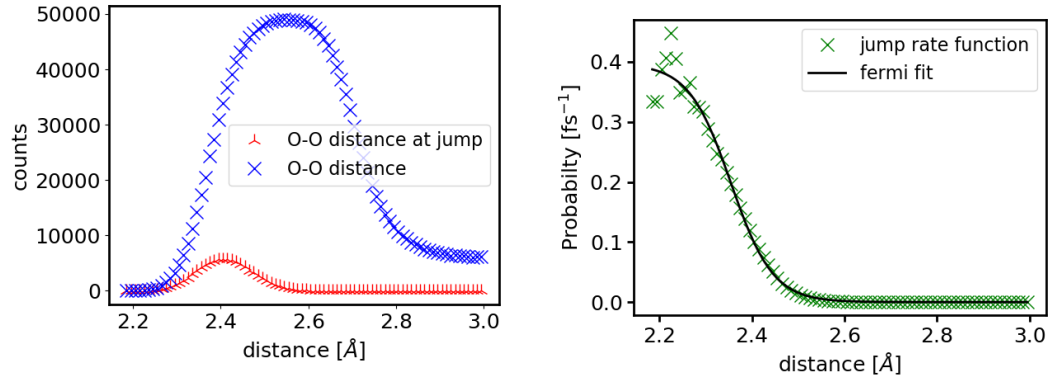 50000
40000
30000
20000
10000
0
counts
O-O distance at jump
O-O distance
2.2 2.4 2.6 2.8 3.0
distance [Å]
0.4
0.3
0.2
0.1
0.0
Probabilty [fs⁻¹]
jump rate function
fermi fit
2.2 2.4 2.6 2.8 3.0
distance [Å]